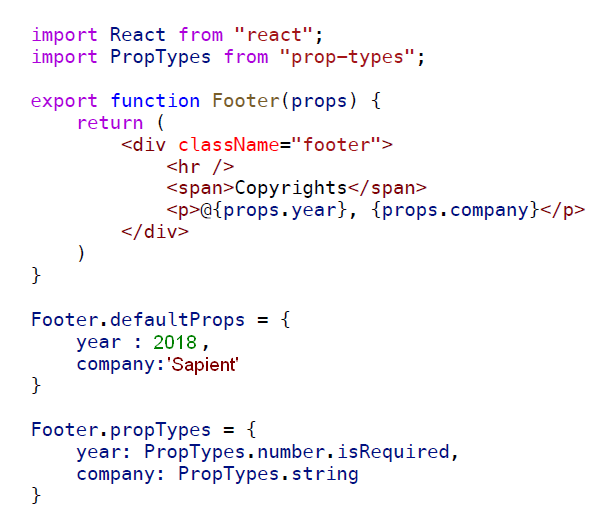 import React from "react";
import PropTypes from "prop-types";

export function Footer(props) {
    return (
        <div className="footer">
            <hr />
            <span>Copyrights</span>
            <p>@{props.year}, {props.company}</p>
        </div>
    )
}

Footer.defaultProps = {
    year : 2018,
    company:'Sapient'
}

Footer.propTypes = {
    year: PropTypes.number.isRequired,
    company: PropTypes.string
}